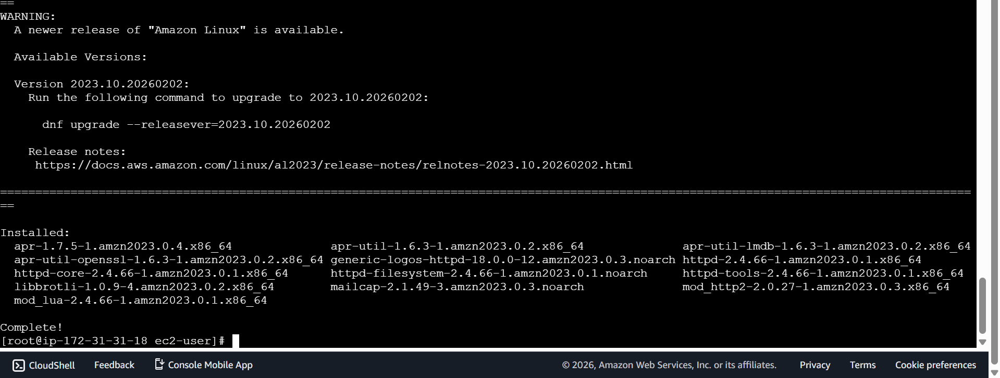 ==
WARNING:
  A newer release of "Amazon Linux" is available.

  Available Versions:

  Version 2023.10.20260202:
    Run the following command to upgrade to 2023.10.20260202:

      dnf upgrade --releasever=2023.10.20260202

    Release notes:
     https://docs.aws.amazon.com/linux/al2023/release-notes/relnotes-2023.10.20260202.html

==========================================================================================================================================
==

Installed:
  apr-1.7.5-1.amzn2023.0.4.x86_64              apr-util-1.6.3-1.amzn2023.0.2.x86_64              apr-util-lmdb-1.6.3-1.amzn2023.0.2.x86_64
  apr-util-openssl-1.6.3-1.amzn2023.0.2.x86_64 generic-logos-httpd-18.0.0-12.amzn2023.0.3.noarch httpd-2.4.66-1.amzn2023.0.1.x86_64
  httpd-core-2.4.66-1.amzn2023.0.1.x86_64      httpd-filesystem-2.4.66-1.amzn2023.0.1.noarch     httpd-tools-2.4.66-1.amzn2023.0.1.x86_64
  libbrotli-1.0.9-4.amzn2023.0.2.x86_64        mailcap-2.1.49-3.amzn2023.0.3.noarch              mod_http2-2.0.27-1.amzn2023.0.3.x86_64
  mod_lua-2.4.66-1.amzn2023.0.1.x86_64

Complete!
[root@ip-172-31-31-18 ec2-user]#
CloudShell Feedback Console Mobile App © 2026, Amazon Web Services, Inc. or its affiliates. Privacy Terms Cookie preferences